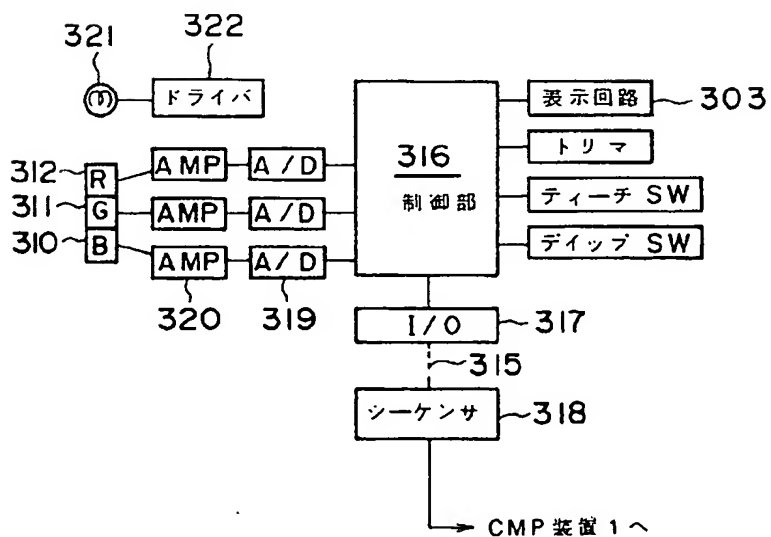 321
322
ドライバ
312
R
AMP
A/D
311
G
AMP
A/D
310
B
AMP
A/D
320
319
316
制御部
装示回路
303
トリマ
ティーチ SW
デイップ SW
I/O
317
315
シーケンサ
318
CMP装置1へ